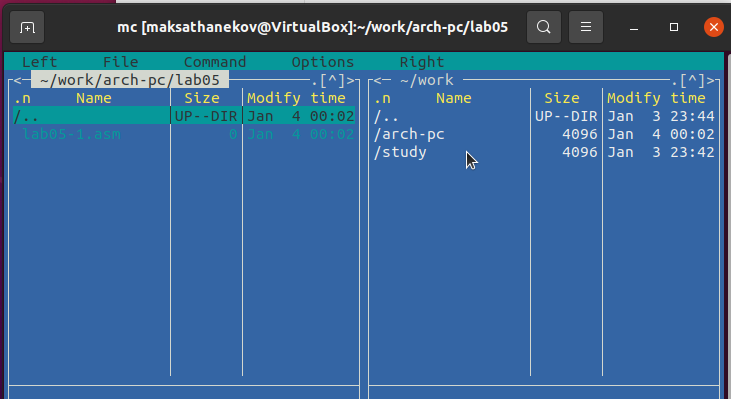 mc [maksathanekov@VirtualBox]:~/work/arch-pc/lab05
Left File Command Options Right
<─ ~/work/arch-pc/lab05 .[^]>
.n Name Size Modify time
/.. UP--DIR Jan 4 00:02
lab05-1.asm 0 Jan 4 00:02
<─ ~/work .[^]>
.n Name Size Modify time
/.. UP--DIR Jan 3 23:44
/arch-pc 4096 Jan 4 00:02
/study 4096 Jan 3 23:42